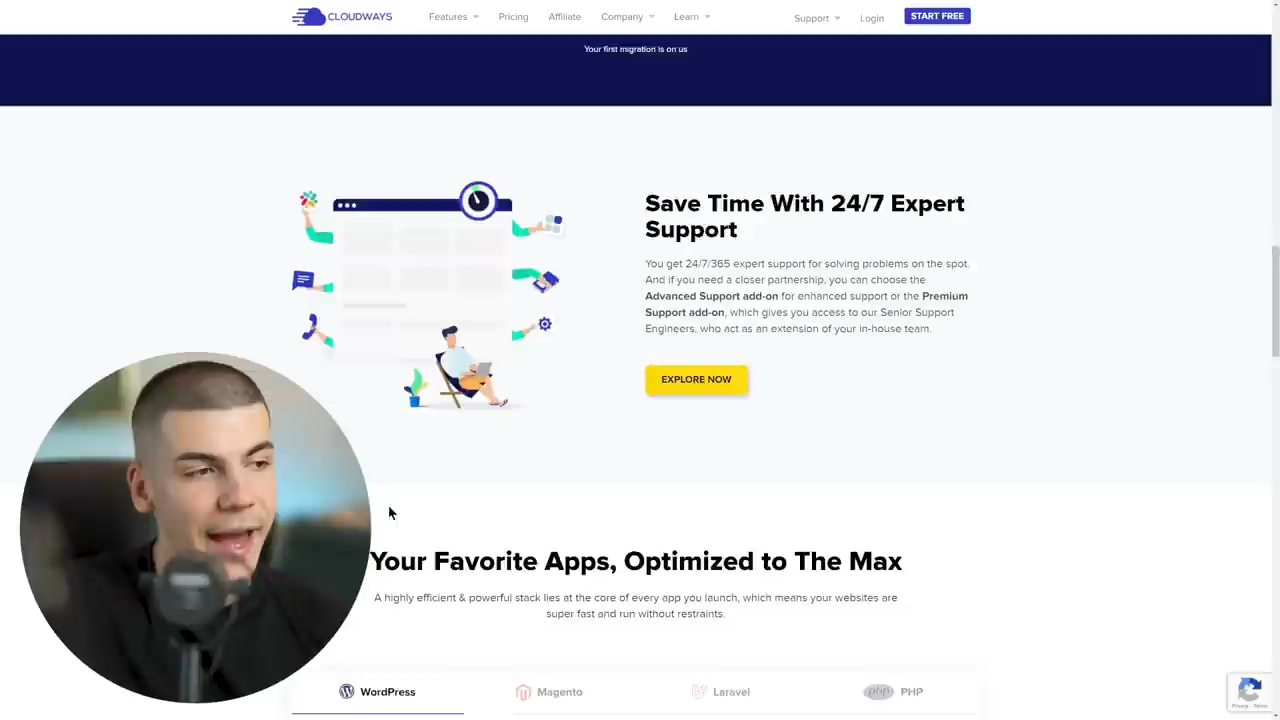 CLOUDWAYS
Features
Pricing
Affiliate
Company
Learn
Support
Login
START FREE
Your first migration is on us
Save Time With 24/7 Expert
Support
You get 24/7/365 expert support for solving problems on the spot.
And if you need a closer partnership, you can choose the
Advanced Support add-on for enhanced support or the Premium
Support add-on, which gives you access to our Senior Support
Engineers, who act as an extension of your in-house team.
EXPLORE NOW
Your Favorite Apps, Optimized to The Max
A highly efficient & powerful stack lies at the core of every app you launch, which means your websites are
super fast and run without restraints.
WordPress
Magento
Laravel
php PHP
Privacy - Terms